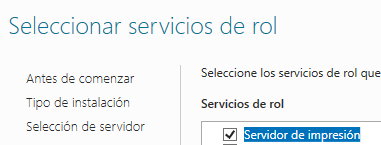 Seleccionar servicios de rol
Antes de comenzar
Tipo de instalación
Selección de servidor
Seleccione los servicios de rol que
Servicios de rol
Servidor de impresión